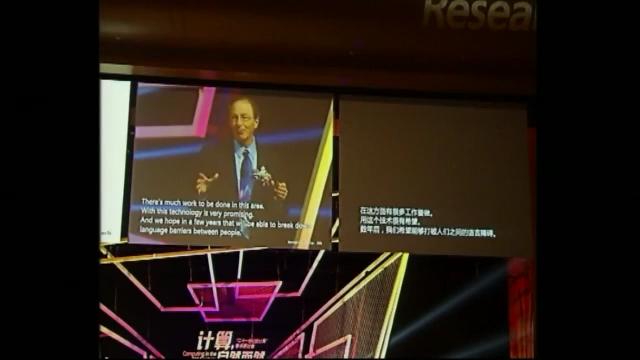 Resea
There's much work to be done in this area.
With this technology is very promising.
And we hope in a few years that will be able to break down
language barriers between people.
在这方面有很多工作要做。
用这个技术很有希望。
数年后，我们希望能够打破人们之间的语言障碍。
计算，
Computing in the